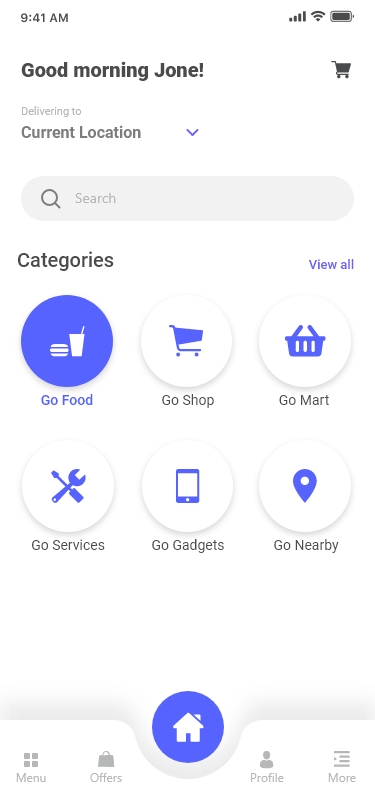 9:41 AM
Good morning Jone!
Delivering to
Current Location
Search
Categories
View all
Go Food
Go Shop
Go Mart
Go Services
Go Gadgets
Go Nearby
Menu
Offers
Profile
More